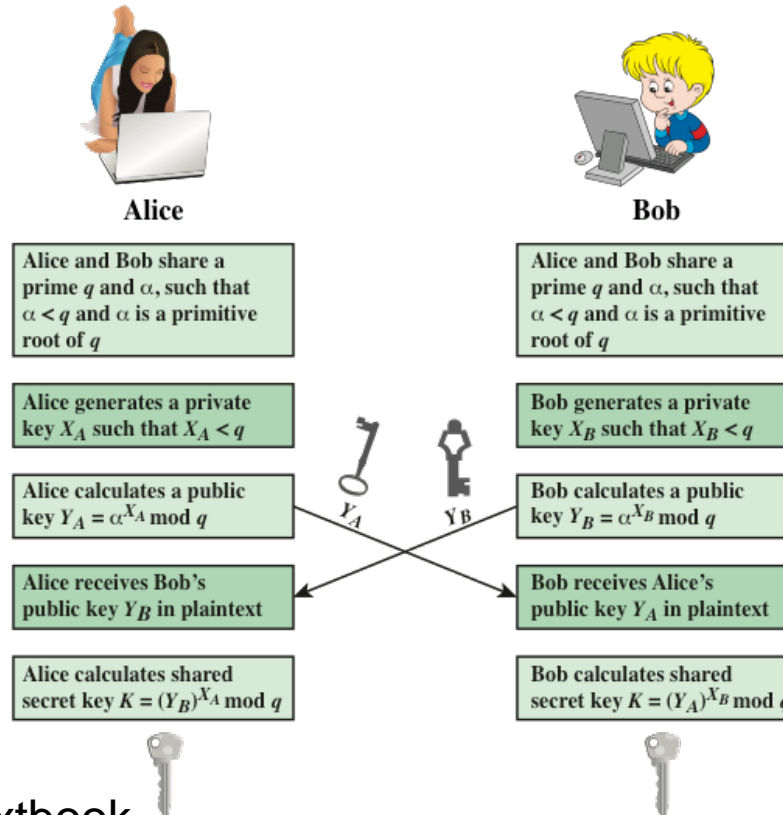 Alice
Bob
Alice and Bob share a
prime q and α, such that
α < q and α is a primitive
root of q
Alice and Bob share a
prime q and α, such that
α < q and α is a primitive
root of q
Alice generates a private
key X_A such that X_A < q
Bob generates a private
key X_B such that X_B < q
Alice calculates a public
key Y_A = α^X_A mod q
Y_A
Y_B
Bob calculates a public
key Y_B = α^X_B mod q
Alice receives Bob's
public key Y_B in plaintext
Bob receives Alice's
public key Y_A in plaintext
Alice calculates shared
secret key K = (Y_B)^X_A mod q
Bob calculates shared
secret key K = (Y_A)^X_B mod